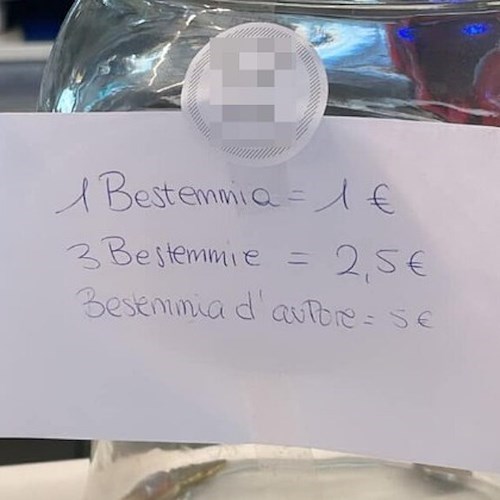 1 Bestemmia = 1 €
3 Bestemmie = 2,5 €
Bestemmia d'autore = 5 €